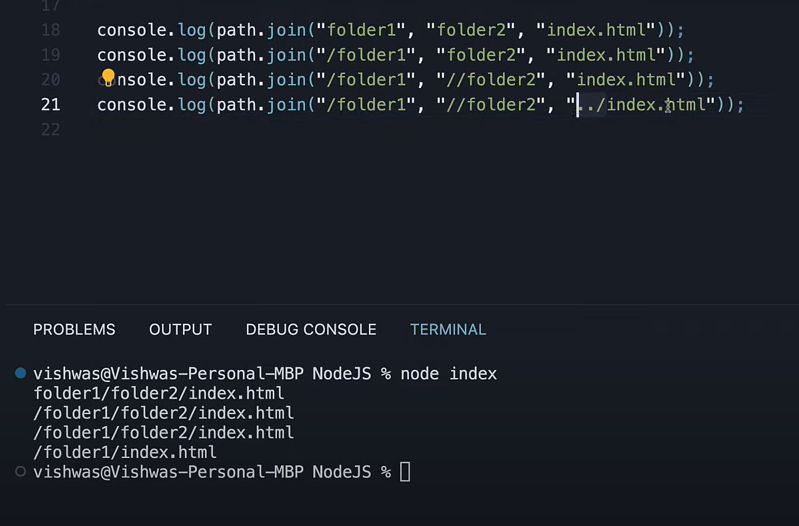 17
18 console.log(path.join("folder1", "folder2", "index.html"));
19 console.log(path.join("/folder1", "folder2", "index.html"));
20 console.log(path.join("/folder1", "//folder2", "index.html"));
21 console.log(path.join("/folder1", "//folder2", "../index.html"));
22
PROBLEMS OUTPUT DEBUG CONSOLE TERMINAL
vishwas@Vishwas-Personal-MBP NodeJS % node index
folder1/folder2/index.html
/folder1/folder2/index.html
/folder1/folder2/index.html
/folder1/index.html
vishwas@Vishwas-Personal-MBP NodeJS %